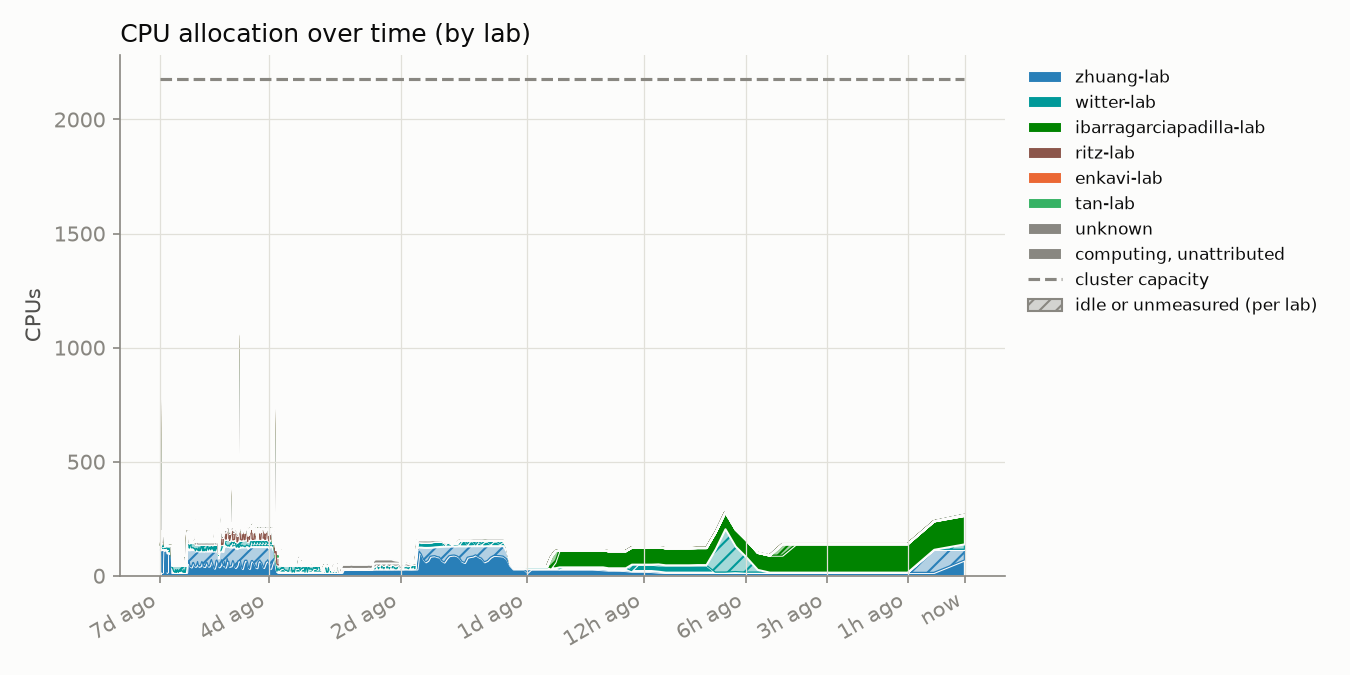 CPU allocation over time (by lab)
CPUs
2000
1500
1000
500
0
7d ago
4d ago
2d ago
1d ago
12h ago
6h ago
3h ago
1h ago
now
zhuang-lab
witter-lab
ibarragarciapadilla-lab
ritz-lab
enkavi-lab
tan-lab
unknown
computing, unattributed
cluster capacity
idle or unmeasured (per lab)